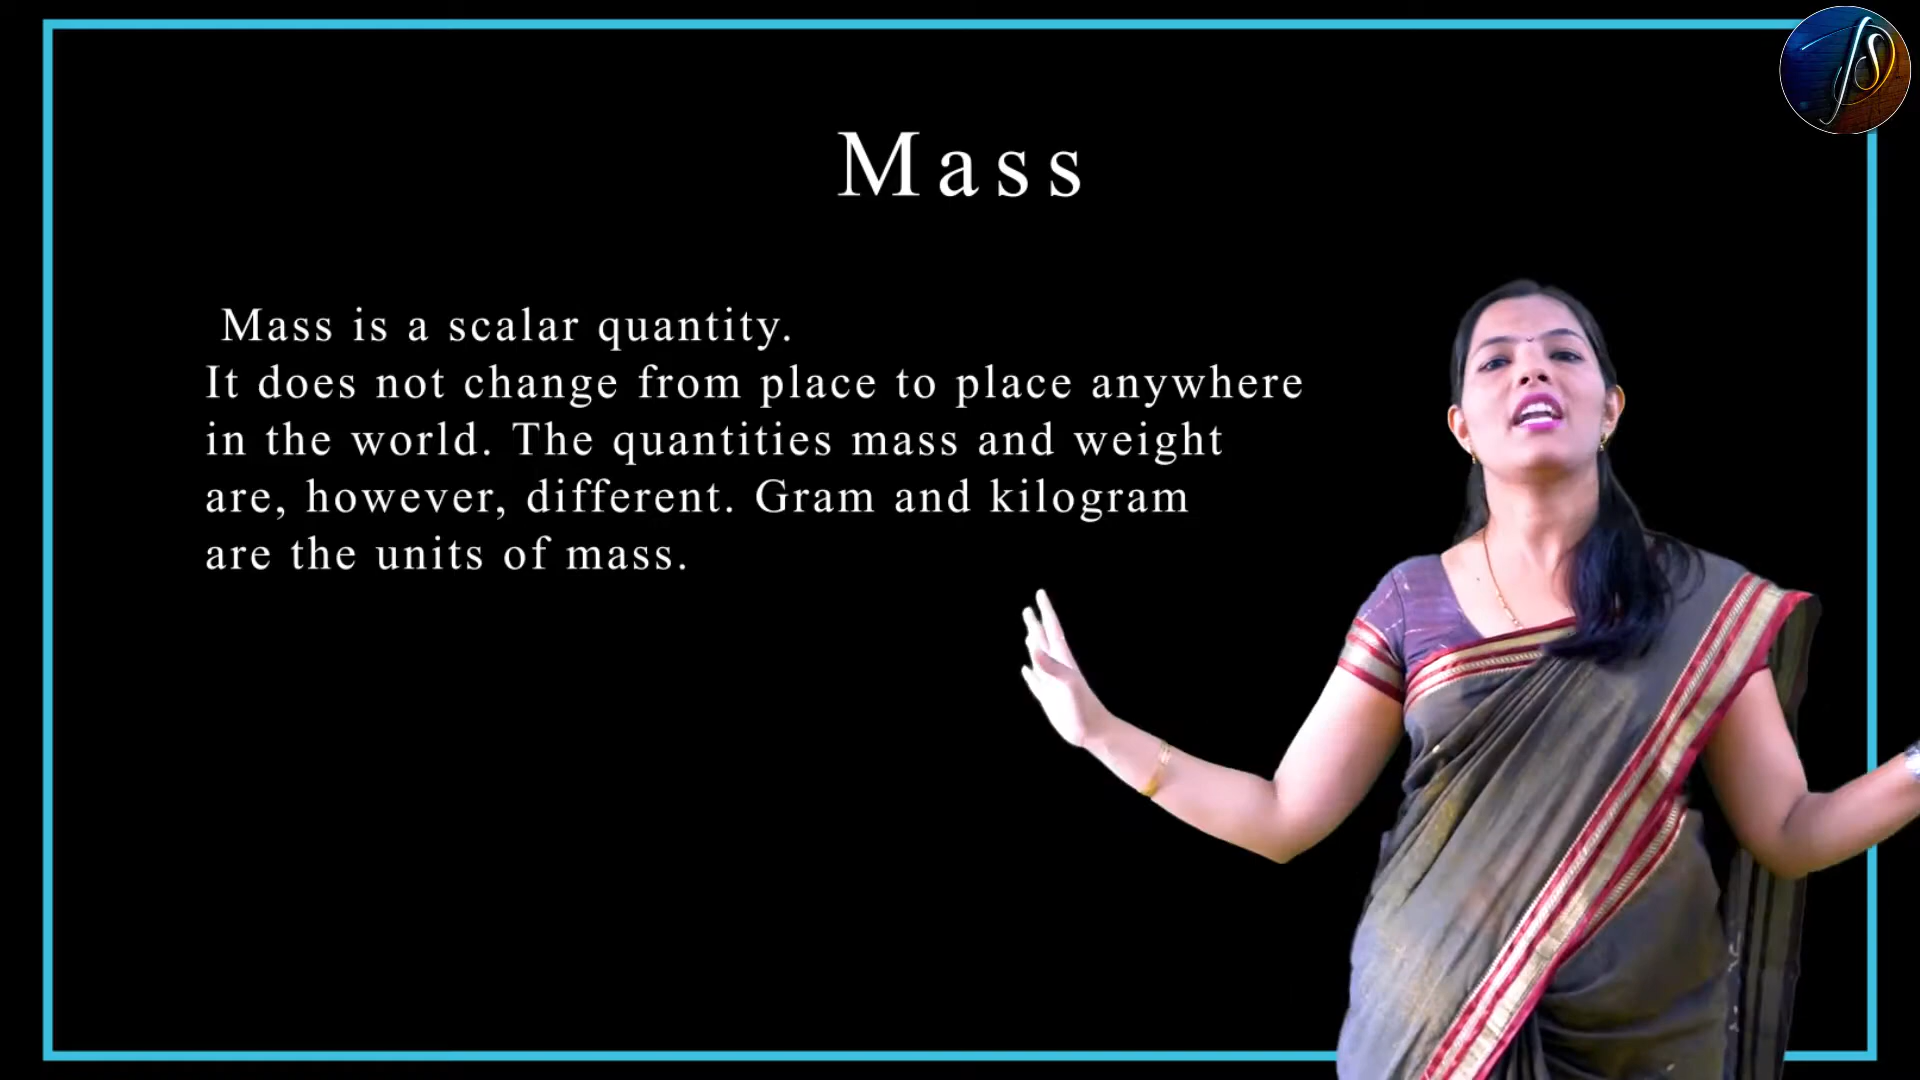 Mass
Mass is a scalar quantity.
It does not change from place to place anywhere
in the world. The quantities mass and weight
are, however, different. Gram and kilogram
are the units of mass.